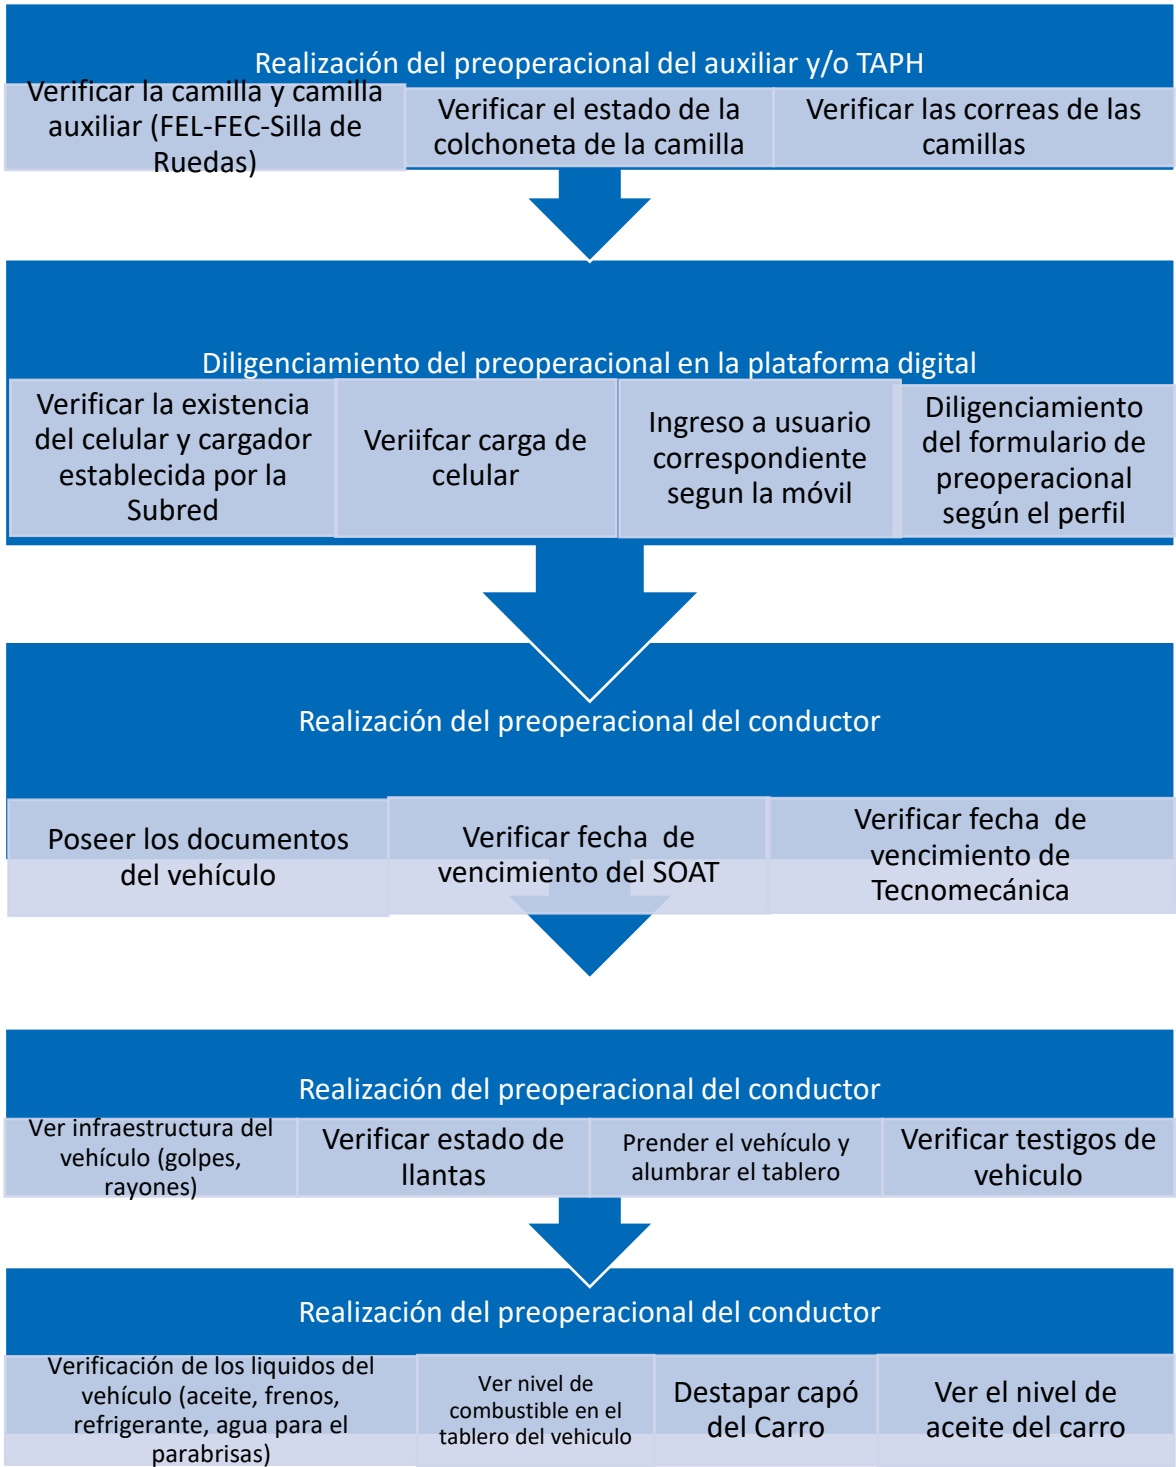 Realización del preoperacional del auxiliar y/o TAPH
Verificar la camilla y camilla
auxiliar (FEL-FEC-Silla de
Ruedas)
Verificar el estado de la
colchoneta de la camilla
Verificar las correas de las
camillas
Diligenciamiento del preoperacional en la plataforma digital
Verificar la existencia
del celular y cargador
establecida por la
Subred
Veriifcar carga de
celular
Ingreso a usuario
correspondiente
segun la móvil
Diligenciamiento
del formulario de
preoperacional
según el perfil
Realización del preoperacional del conductor
Poseer los documentos
del vehículo
Verificar fecha de
vencimiento del SOAT
Verificar fecha de
vencimiento de
Tecnomecánica
Realización del preoperacional del conductor
Ver infraestructura del
vehículo (golpes,
rayones)
Verificar estado de
llantas
Prender el vehículo y
alumbrar el tablero
Verificar testigos de
vehiculo
Realización del preoperacional del conductor
Verificación de los liquidos del
vehículo (aceite, frenos,
refrigerante, agua para el
parabrisas)
Ver nivel de
combustible en el
tablero del vehiculo
Destapar capó
del Carro
Ver el nivel de
aceite del carro